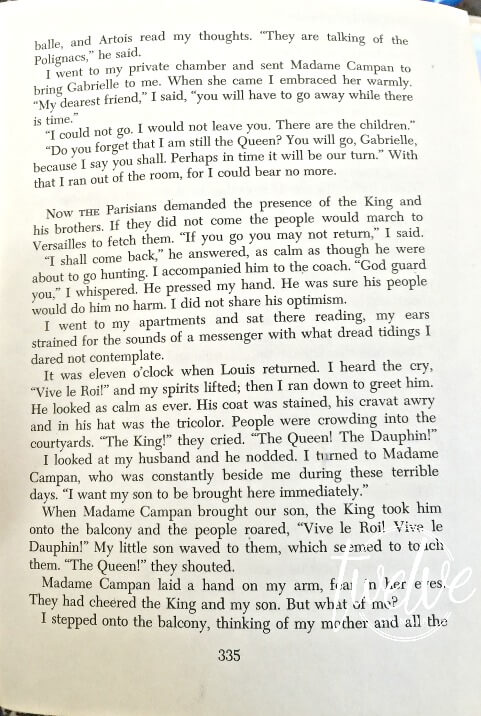 balle, and Artois read my thoughts. “They are talking of the
Polignacs,” he said.
I went to my private chamber and sent Madame Campan to
bring Gabrielle to me. When she came I embraced her warmly.
“My dearest friend,” I said, “you will have to go away while there
is time.”
“I could not go. I would not leave you. There are the children.”
“Do you forget that I am still the Queen? You will go, Gabrielle,
because I say you shall. Perhaps in time it will be our turn.” With
that I ran out of the room, for I could bear no more.
NOW THE Parisians demanded the presence of the King and
his brothers. If they did not come the people would march to
Versailles to fetch them. “If you go you may not return,” I said.
“I shall come back,” he answered, as calm as though he were
about to go hunting. I accompanied him to the coach. “God guard
you,” I whispered. He pressed my hand. He was sure his people
would do him no harm. I did not share his optimism.
I went to my apartments and sat there reading, my ears
strained for the sounds of a messenger with what dread tidings I
dared not contemplate.
It was eleven o’clock when Louis returned. I heard the cry,
“Vive le Roi!” and my spirits lifted; then I ran down to greet him.
He looked as calm as ever. His coat was stained, his cravat awry
and in his hat was the tricolor. People were crowding into the
courtyards. “The King!” they cried. “The Queen! The Dauphin!”
I looked at my husband and he nodded. I turned to Madame
Campan, who was constantly beside me during these terrible
days. “I want my son to be brought here immediately.”
When Madame Campan brought our son, the King took him
onto the balcony and the people roared, “Vive le Roi! Vive le
Dauphin!” My little son waved to them, which seemed to touch
them. “The Queen!” they shouted.
Madame Campan laid a hand on my arm, fear in her eyes.
They had cheered the King and my son. But what of me?
I stepped onto the balcony, thinking of my mother and all the
twelve
335